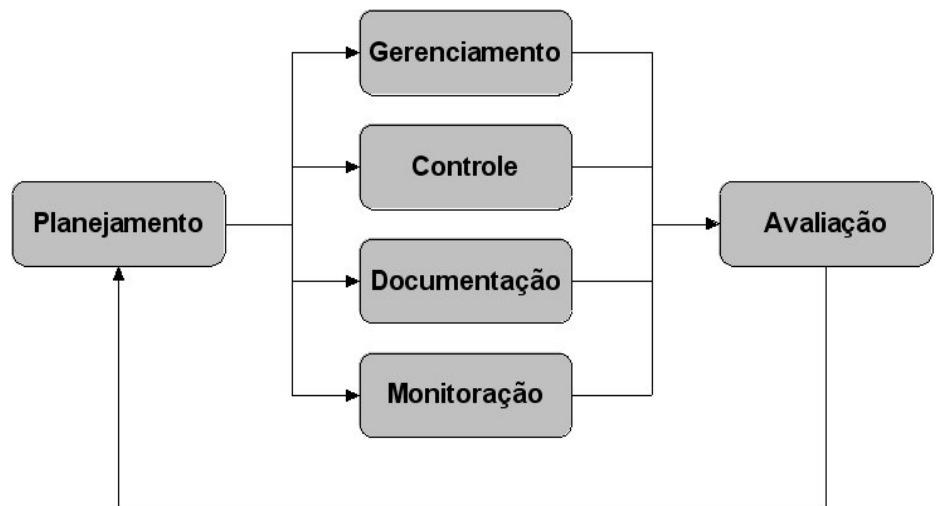 Gerenciamento
Controle
Planejamento
Avaliação
Documentação
Monitoração